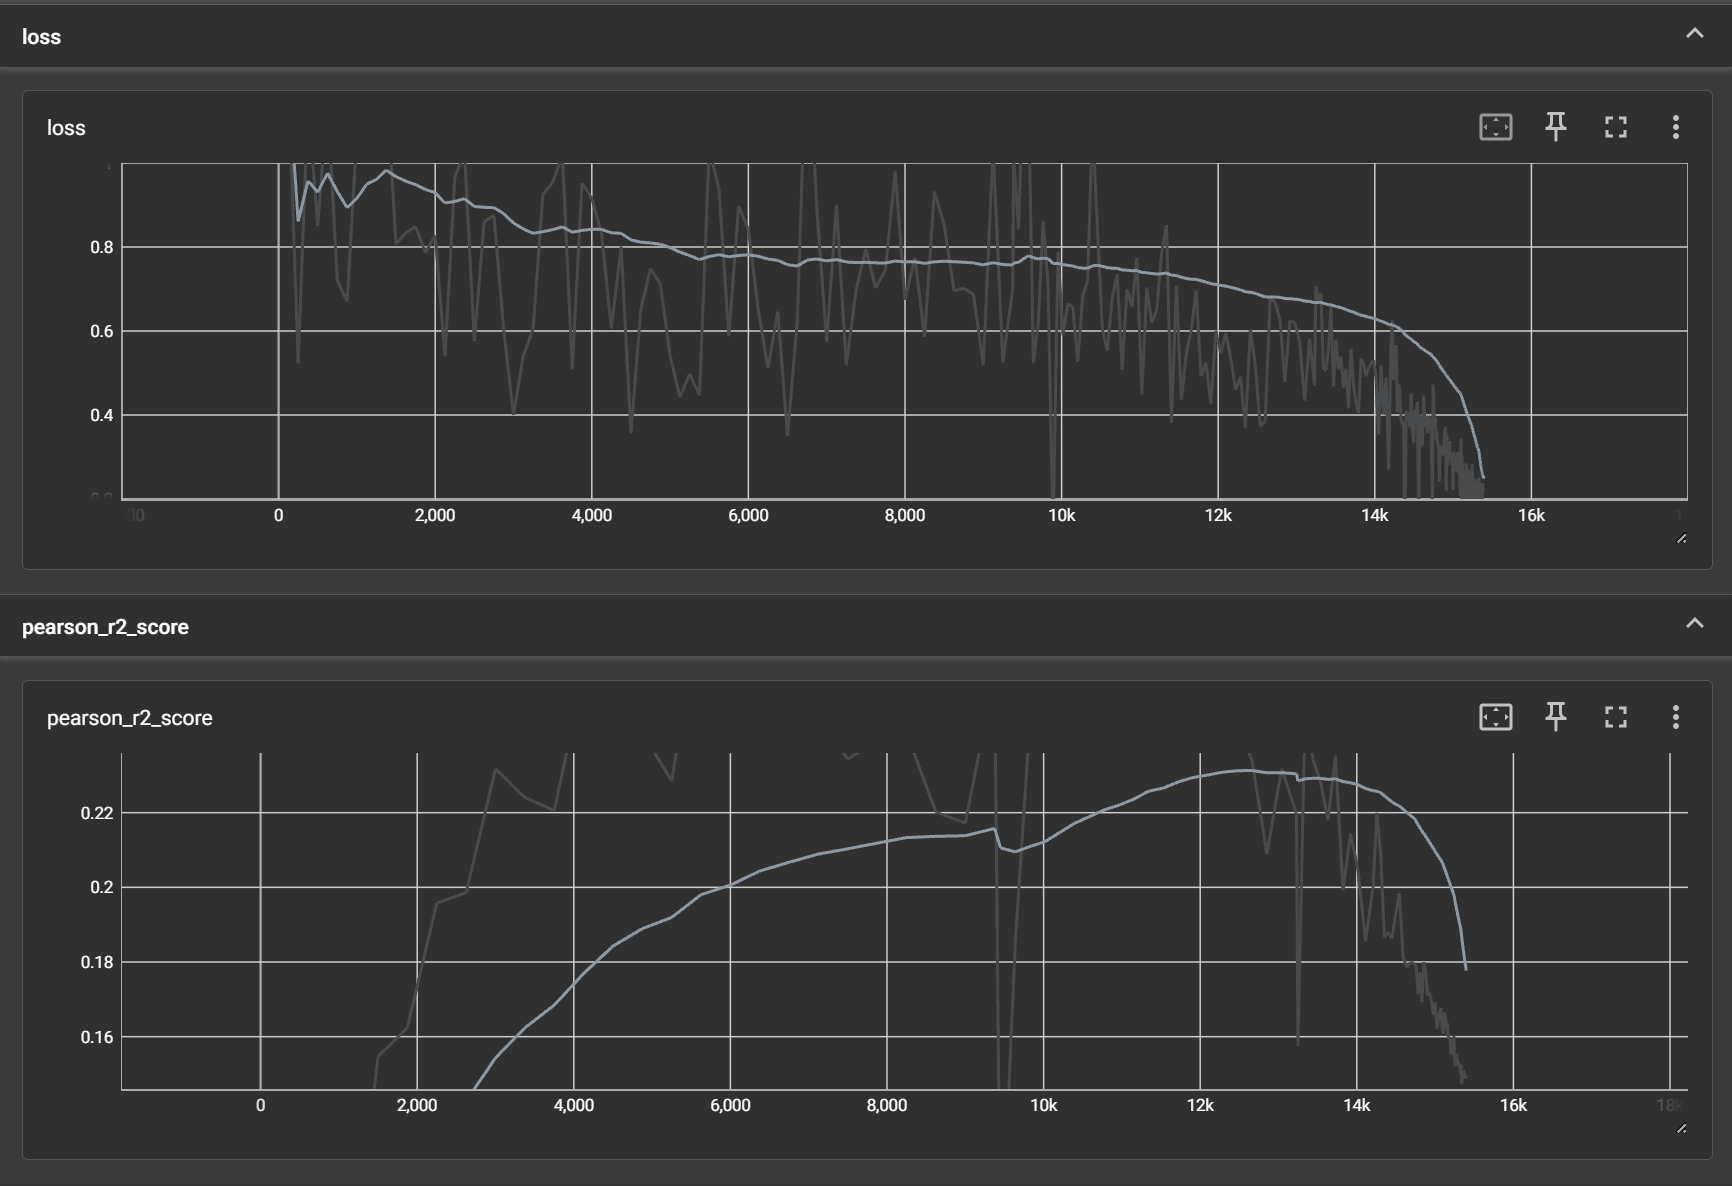 loss
loss
0.8
0.6
0.4
0 2,000 4,000 6,000 8,000 10k 12k 14k 16k
pearson_r2_score
pearson_r2_score
0.22
0.2
0.18
0.16
0 2,000 4,000 6,000 8,000 10k 12k 14k 16k 18k